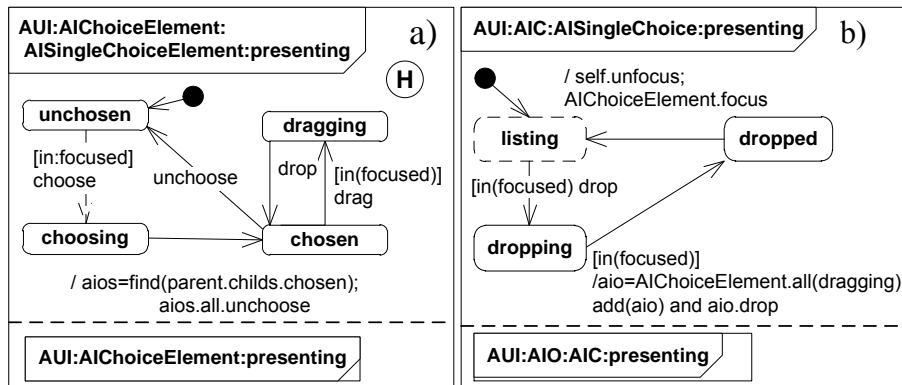 AUI:AIChoiceElement:
AISingleChoiceElement:presenting
a)
H
unchosen
dragging
[in:focused]
choose
unchoose
drop
[in(focused)]
drag
choosing
chosen
/ aios=find(parent.childs.chosen);
aios.all.unchoose
AUI:AIChoiceElement:presenting
AUI:AIC:AISingleChoice:presenting
b)
/ self.unfocus;
AIChoiceElement.focus
listing
dropped
[in(focused) drop
dropping
[in(focused)]
/aio=AIChoiceElement.all(dragging)
add(aio) and aio.drop
AUI:AIO:AIC:presenting